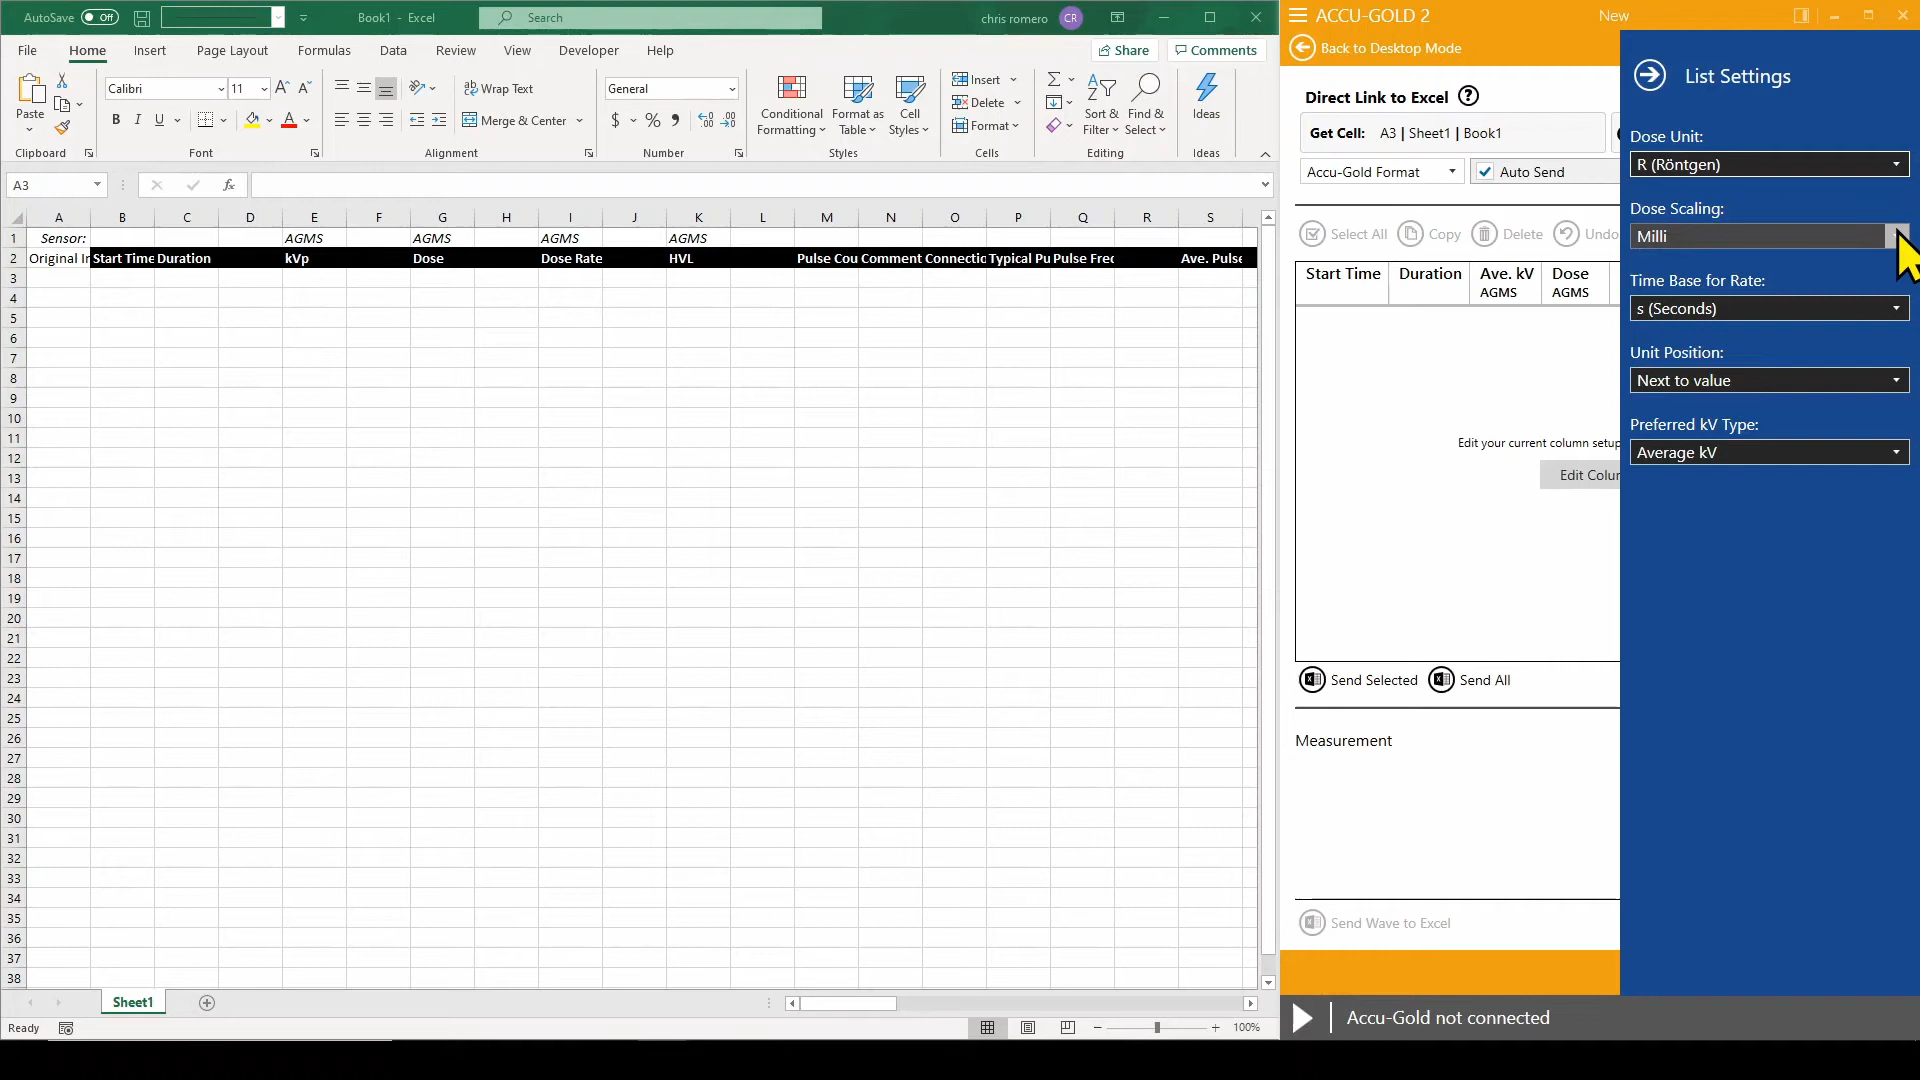 AutoSave Off Book1 - Excel Search chris romero CR
File Home Insert Page Layout Formulas Data Review View Developer Help Share Comments
Paste
Clipboard
Calibri 11 A A
B I U A
Font
ab Wrap Text
Merge & Center
Alignment
General
$ % ,
Number
Conditional Formatting
Format as Table
Cell Styles
Styles
Insert
Delete
Format
Cells
Sort & Filter
Find & Select
Editing
Ideas
Ideas
A3 fx
A B C D E F G H I J K L M N O P Q R S
1 Sensor: AGMS AGMS AGMS AGMS
2 Original In Start Time Duration kVp Dose Dose Rate HVL Pulse Cou Comment Connectio Typical Pu Pulse Frec Ave. Pulse
3
4
5
6
7
8
9
10
11
12
13
14
15
16
17
18
19
20
21
22
23
24
25
26
27
28
29
30
31
32
33
34
35
36
37
38
Sheet1
Ready 100%
ACCU-GOLD 2 New
Back to Desktop Mode
Direct Link to Excel ?
Get Cell: A3 | Sheet1 | Book1
Accu-Gold Format Auto Send
Select All Copy Delete Undo
Start Time Duration Ave. kV Dose
AGMS AGMS
Edit your current column setup
Edit Colur
Send Selected Send All
Measurement
Send Wave to Excel
Accu-Gold not connected
List Settings
Dose Unit:
R (Röntgen)
Dose Scaling:
Milli
Time Base for Rate:
s (Seconds)
Unit Position:
Next to value
Preferred kV Type:
Average kV